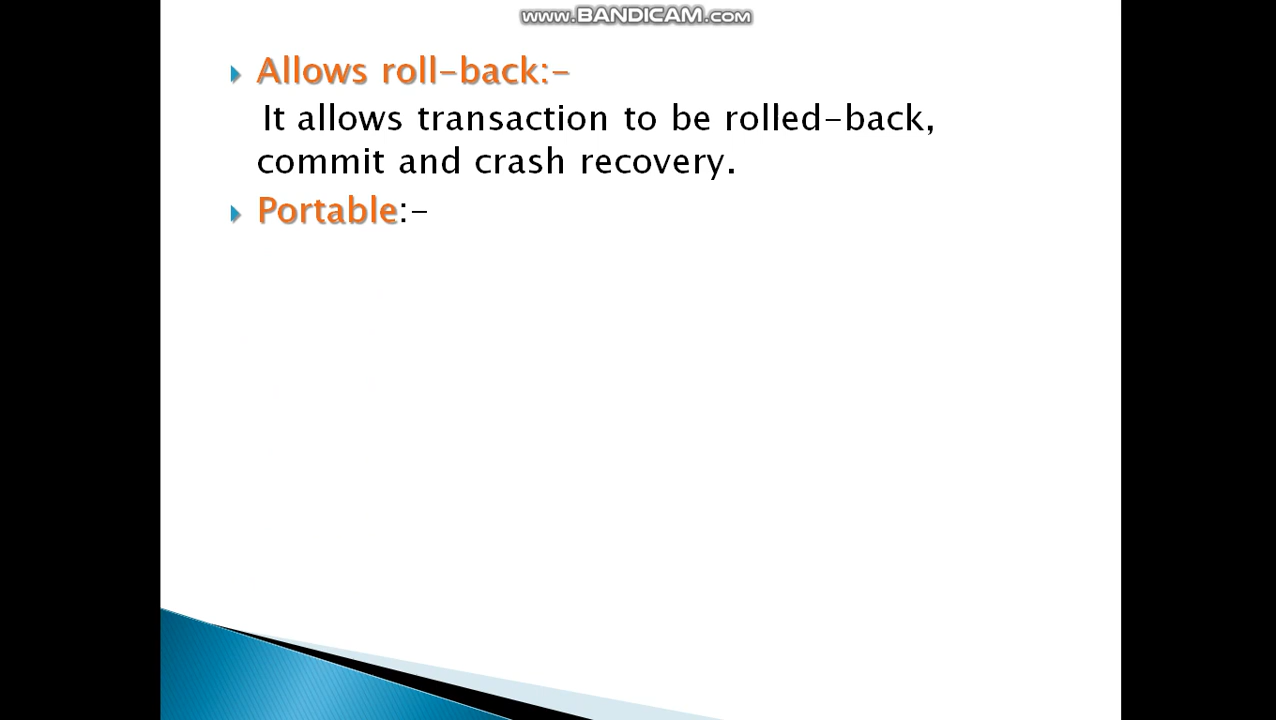 www.BANDICAM.com
Allows roll-back:-
It allows transaction to be rolled-back,
commit and crash recovery.
Portable:-